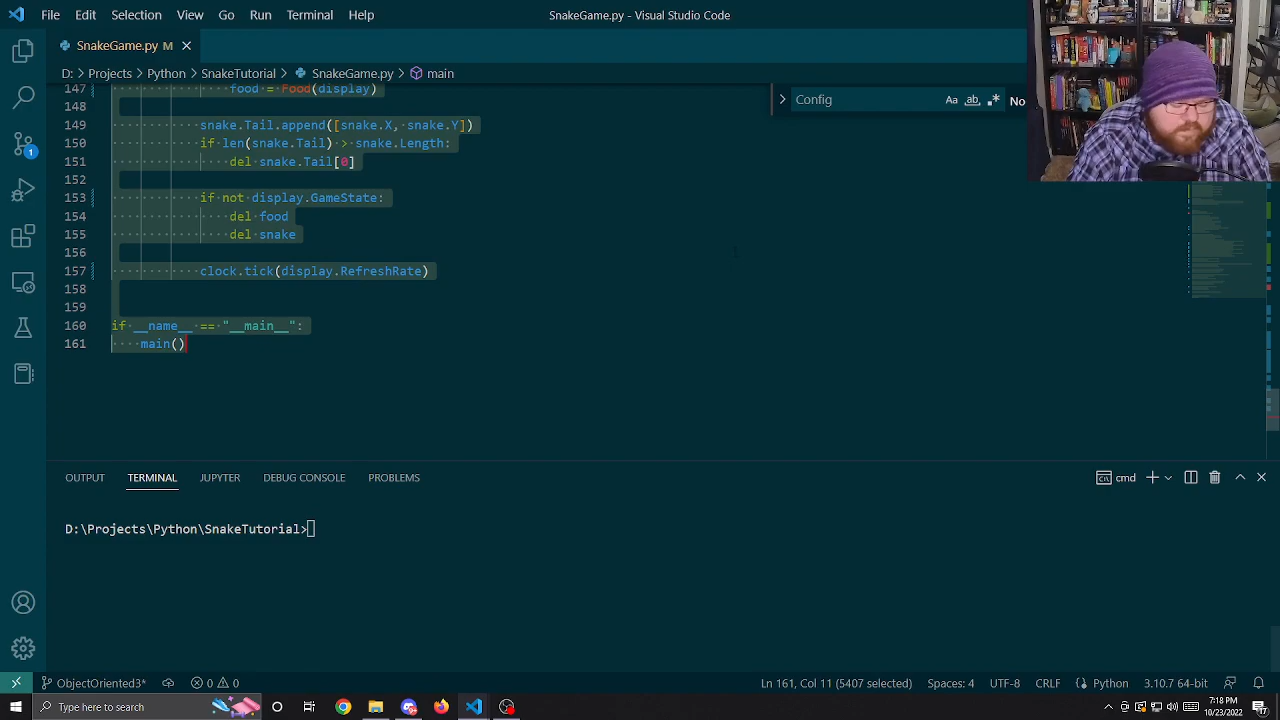 File Edit Selection View Go Run Terminal Help SnakeGame.py - Visual Studio Code
SnakeGame.py M
D: > Projects > Python > SnakeTutorial > SnakeGame.py > main
147 food = Food(display)
Config Aa ab .* No
148
149 snake.Tail.append([snake.X, snake.Y])
150 if len(snake.Tail) > snake.Length:
151 del snake.Tail[0]
152
153 if not display.GameState:
154 del food
155 del snake
156
157 clock.tick(display.RefreshRate)
158
159
160 if __name__ == "__main__":
161 main()
OUTPUT TERMINAL JUPYTER DEBUG CONSOLE PROBLEMS cmd
D:\Projects\Python\SnakeTutorial>
ObjectOriented3* 0 0 Ln 161, Col 11 (5407 selected) Spaces: 4 UTF-8 CRLF Python 3.10.7 64-bit
Type here to search
7:18 PM
10/23/2022